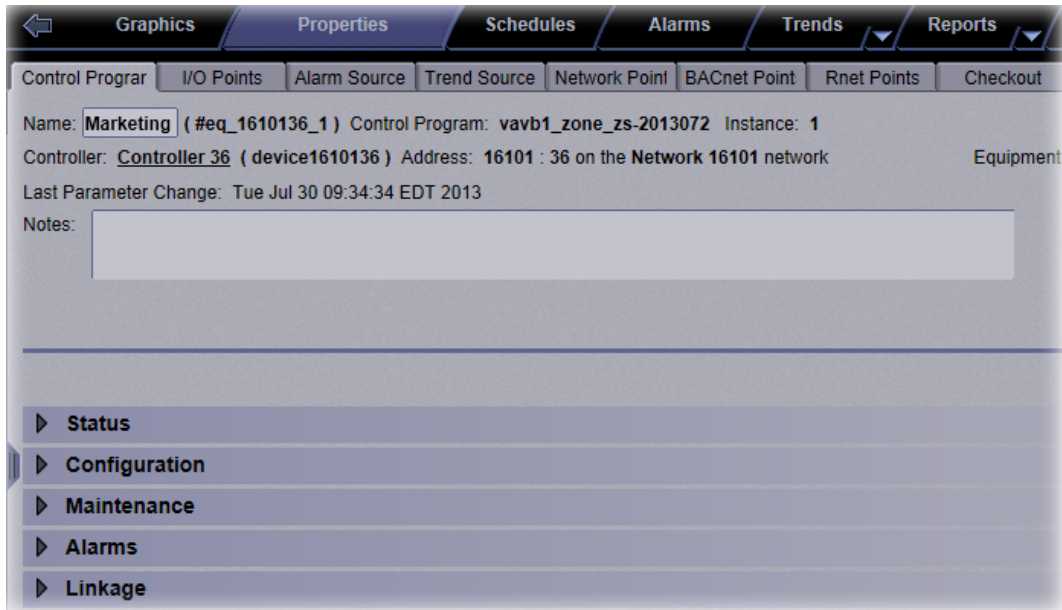 Graphics Properties Schedules Alarms Trends Reports
Control Prograr I/O Points Alarm Source Trend Source Network Point BACnet Point Rnet Points Checkout
Name: Marketing ( #eq_1610136_1 ) Control Program: vavb1_zone_zs-2013072 Instance: 1
Controller: Controller 36 ( device1610136 ) Address: 16101 : 36 on the Network 16101 network Equipment
Last Parameter Change: Tue Jul 30 09:34:34 EDT 2013
Notes:
Status
Configuration
Maintenance
Alarms
Linkage